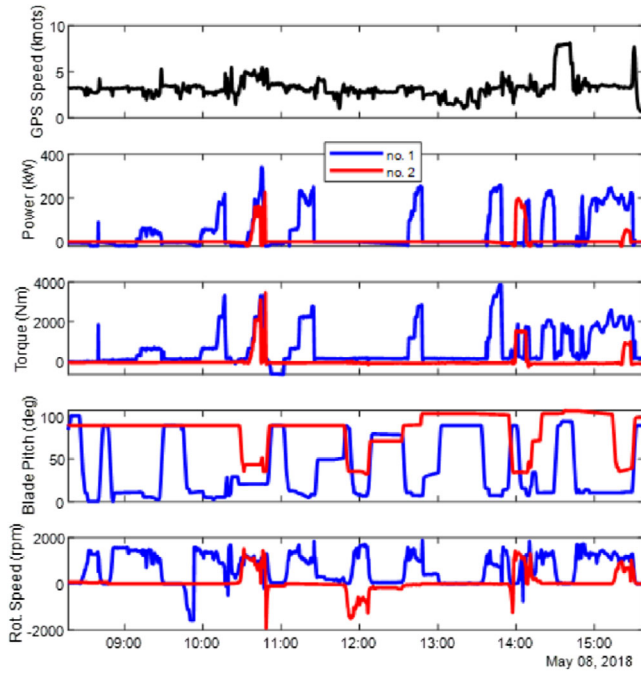 GPS Speed (knots)
10
5
0
Power (kW)
400
200
0
no. 1
no. 2
Torque (Nm)
4000
2000
0
Blade Pitch (deg)
100
50
0
Rot. Speed (rpm)
2000
0
-2000
09:00 10:00 11:00 12:00 13:00 14:00 15:00
May 08, 2018